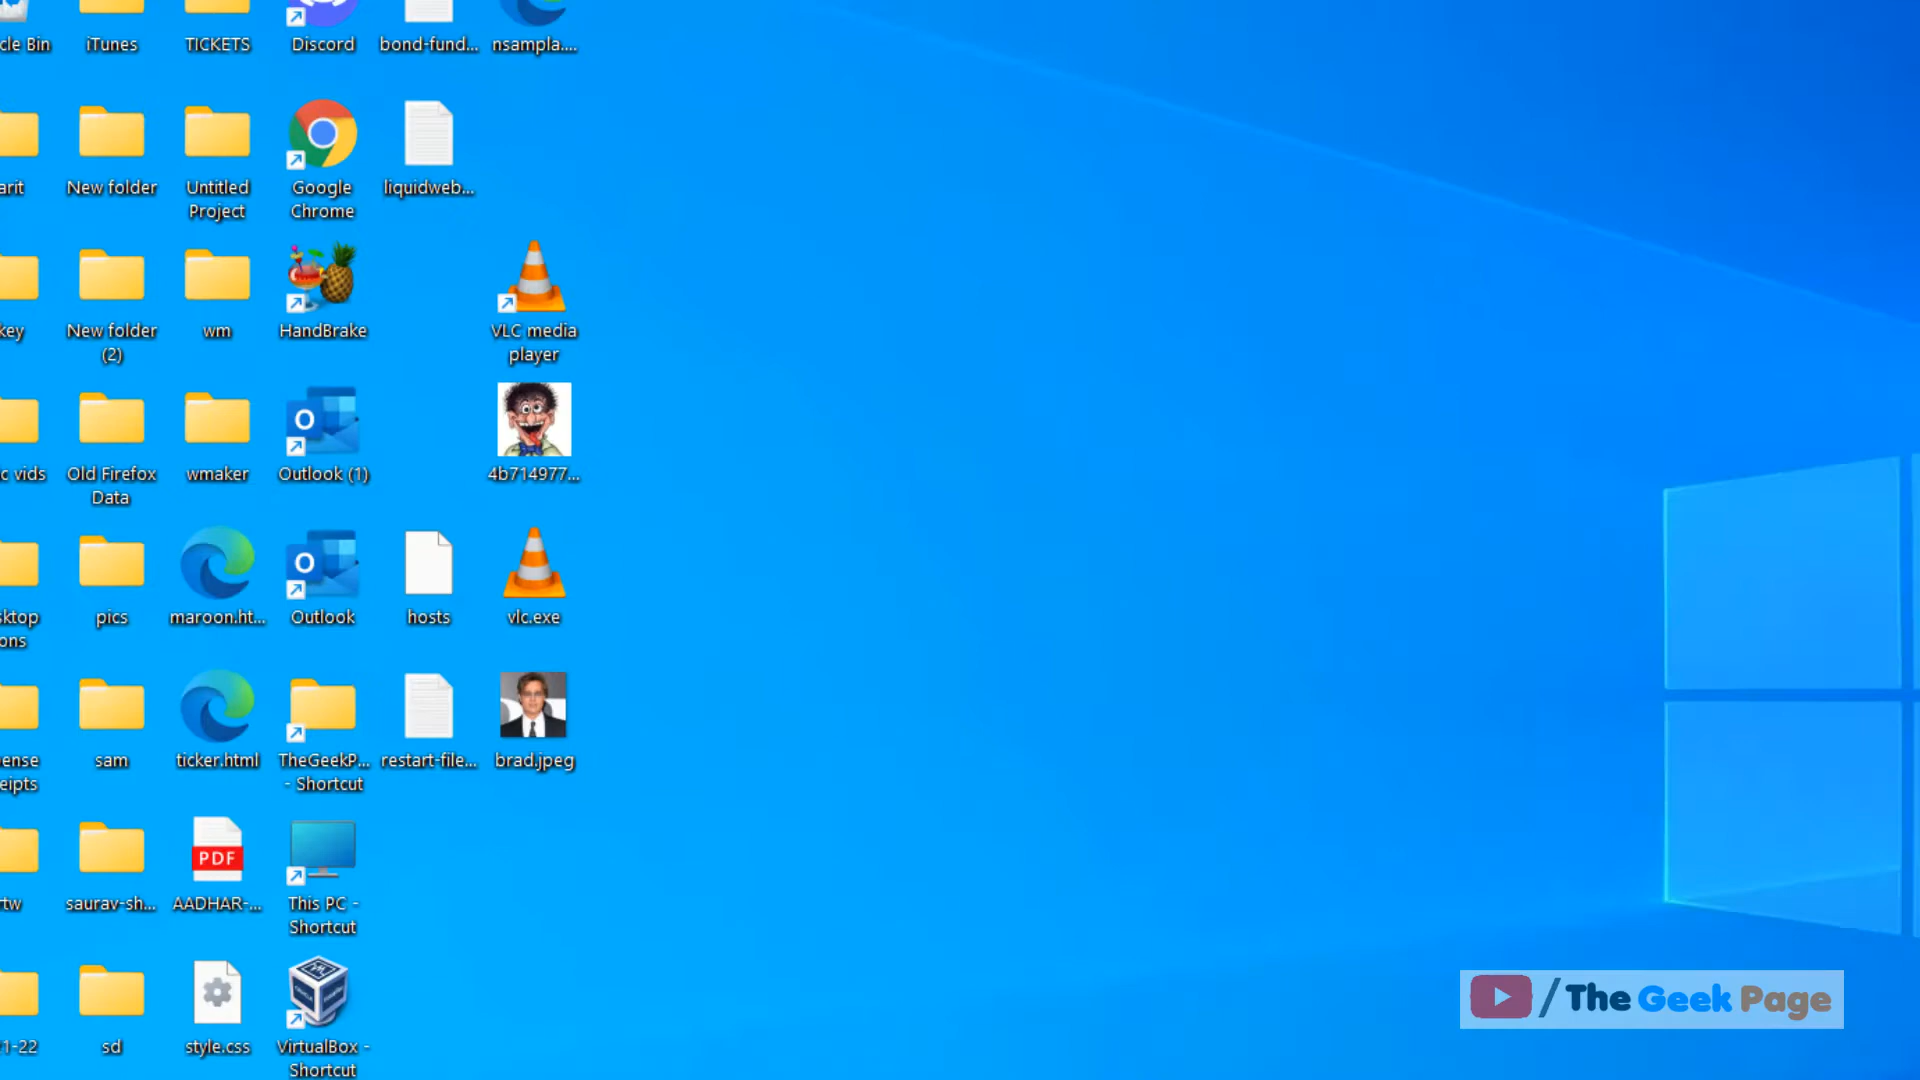 cle Bin
iTunes
TICKETS
Discord
bond-fund...
nsampla....
arit
New folder
Untitled
Project
Google
Chrome
liquidweb...
key
New folder
(2)
wm
HandBrake
VLC media
player
c vids
Old Firefox
Data
wmaker
Outlook (1)
4b714977...
ktop
ons
pics
maroon.ht...
Outlook
hosts
vlc.exe
ense
eipts
sam
ticker.html
TheGeekP...
- Shortcut
restart-file...
brad.jpeg
tw
saurav-sh...
PDF
AADHAR-...
This PC -
Shortcut
1-22
sd
style.css
VirtualBox -
Shortcut
/The Geek Page